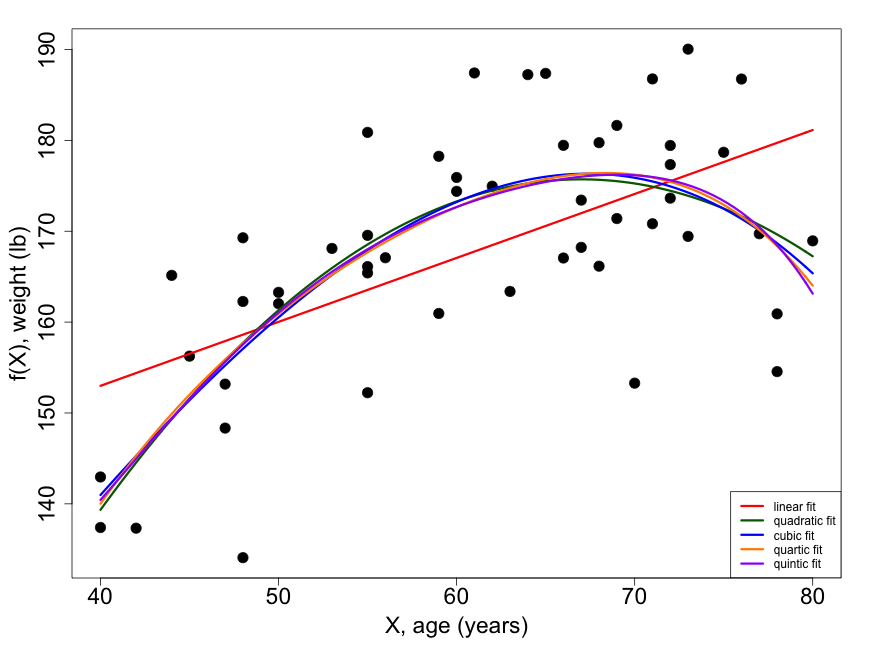 190
180
170
160
150
140
f(X), weight (lb)
40 50 60 70 80
X, age (years)
linear fit
quadratic fit
cubic fit
quartic fit
quintic fit